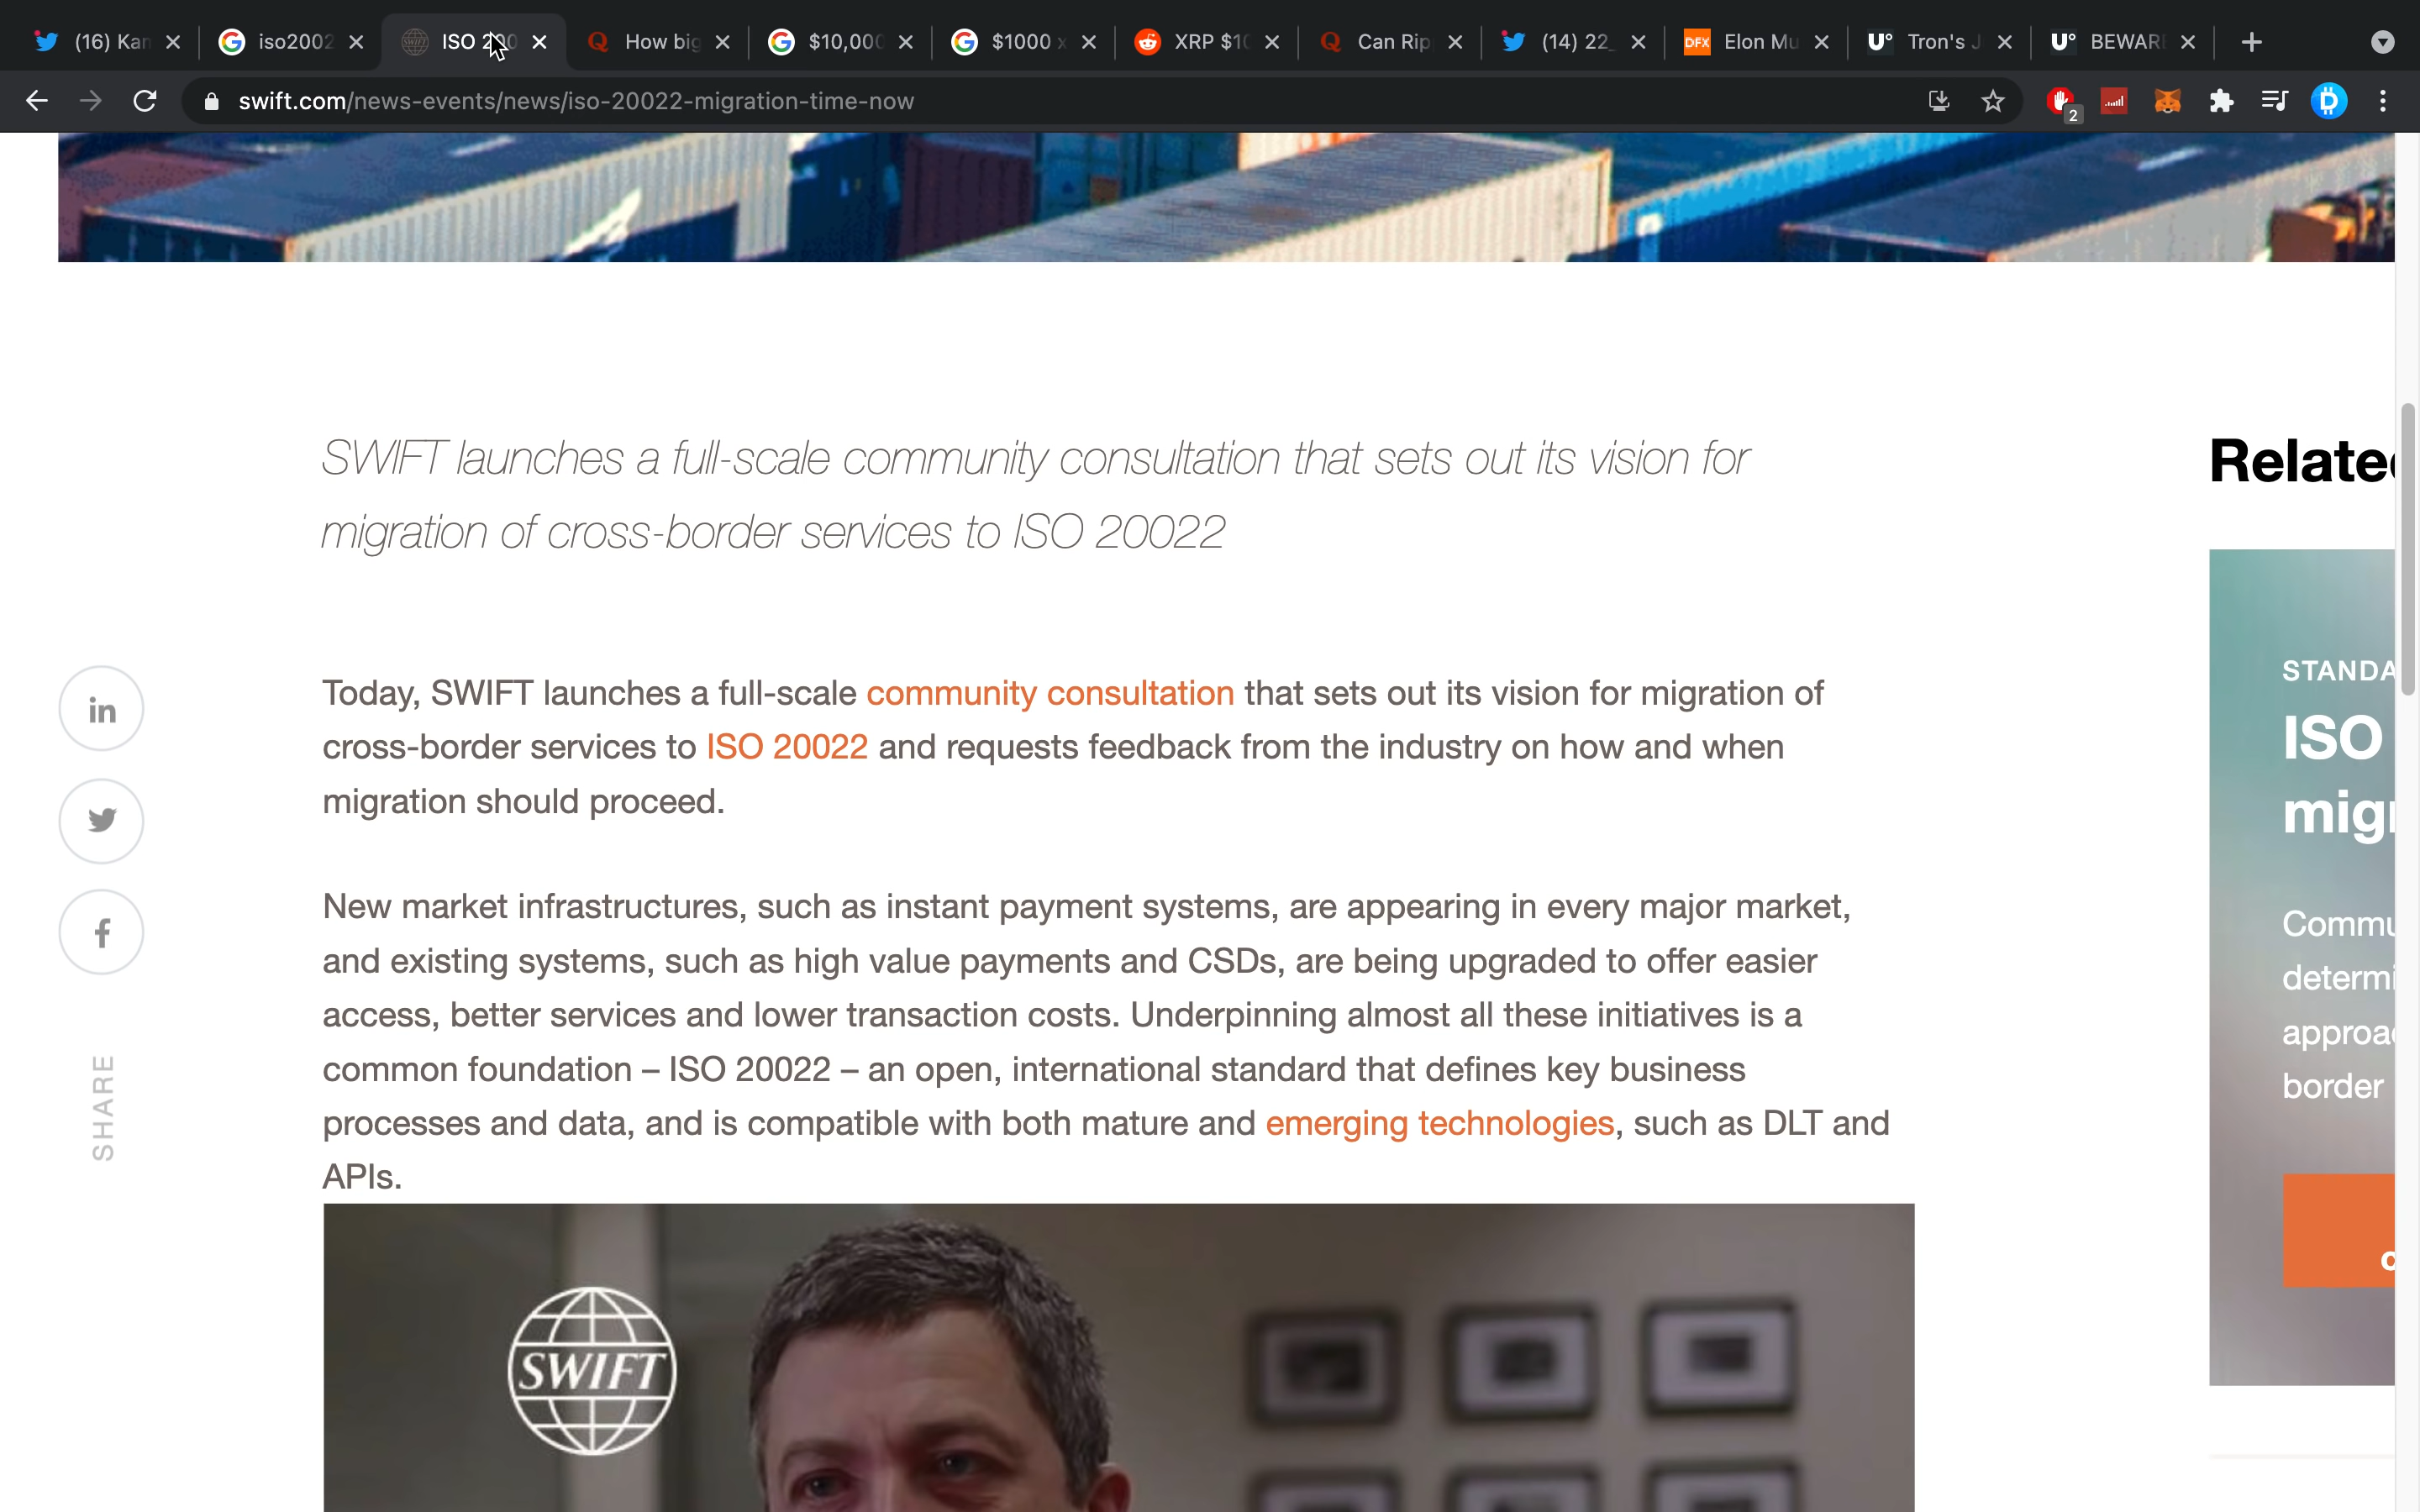 (16) Kan
iso2002
ISO 200
How big
$10,000
$1000 x
XRP $10
Can Rip
(14) 22_
DFX
Elon Mu
U°
Tron's J
U°
BEWARE
swift.com/news-events/news/iso-20022-migration-time-now
2
SWIFT launches a full-scale community consultation that sets out its vision for
migration of cross-border services to ISO 20022
Related
Today, SWIFT launches a full-scale community consultation that sets out its vision for migration of
cross-border services to ISO 20022 and requests feedback from the industry on how and when
migration should proceed.
New market infrastructures, such as instant payment systems, are appearing in every major market,
and existing systems, such as high value payments and CSDs, are being upgraded to offer easier
access, better services and lower transaction costs. Underpinning almost all these initiatives is a
common foundation – ISO 20022 – an open, international standard that defines key business
processes and data, and is compatible with both mature and emerging technologies, such as DLT and
APIs.
in
f
SHARE
STANDA
ISO
migr
Commu
determi
approac
border
SWIFT